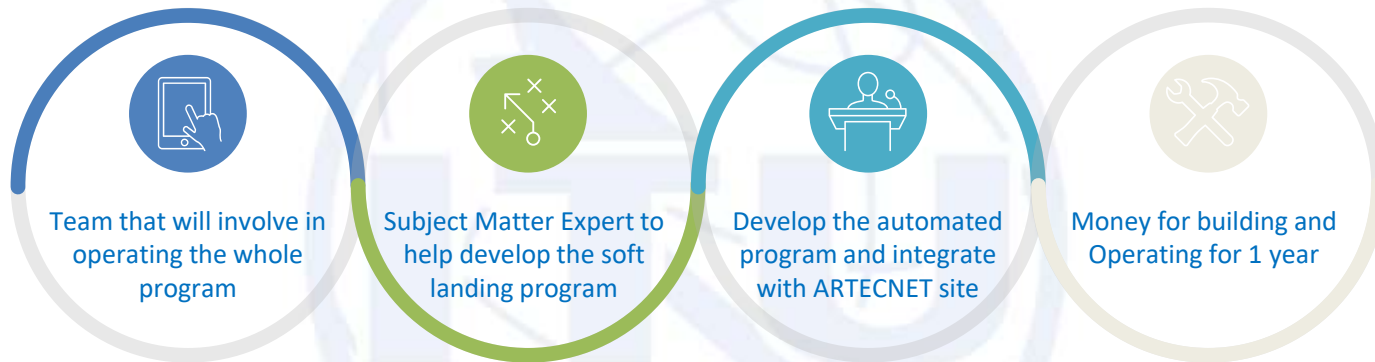 Team that will involve in
operating the whole
program
Subject Matter Expert to
help develop the soft
landing program
Develop the automated
program and integrate
with ARTECNET site
Money for building and
Operating for 1 year
ITU